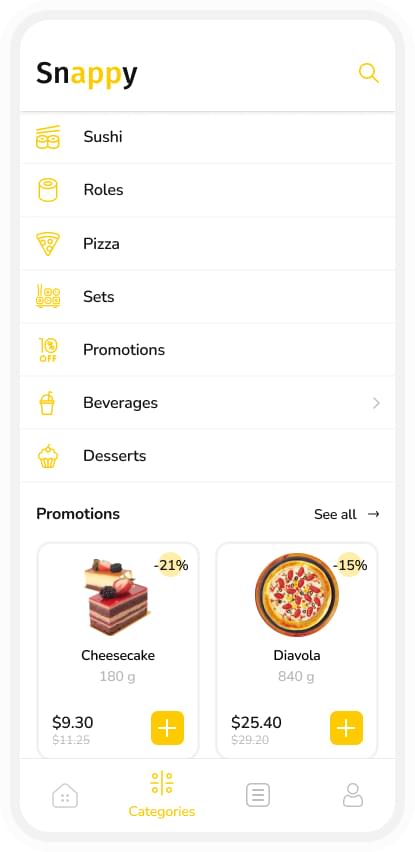 Snappy
Sushi
Roles
Pizza
Sets
10%
OFF
Promotions
Beverages
Desserts
Promotions
See all →
-21%
-15%
Cheesecake
Diavola
180 g
840 g
$9.30
$25.40
$11.25
$29.20
Categories